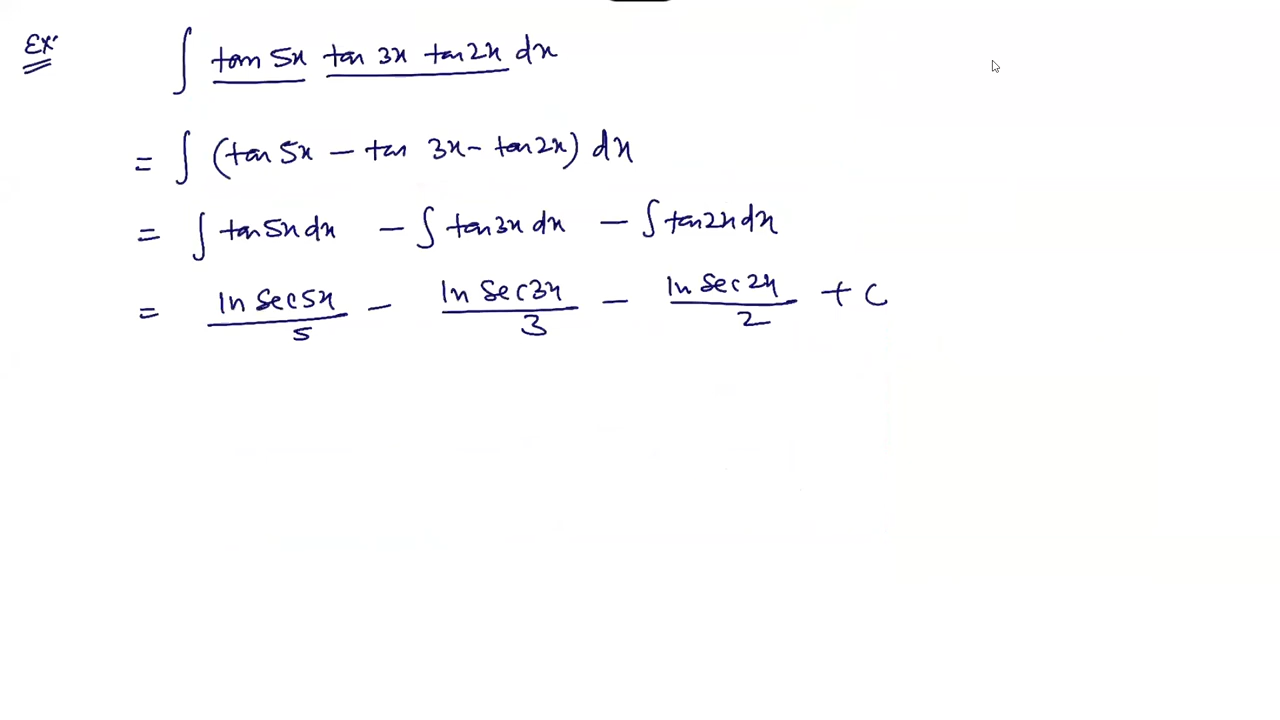 Ex: ∫ tan 5x tan 3x tan 2x dx
= ∫ (tan 5x - tan 3x - tan 2x) dx
= ∫ tan 5x dx - ∫ tan 3x dx - ∫ tan 2x dx
= ln sec 5x / 5 - ln sec 3x / 3 - ln sec 2x / 2 + C